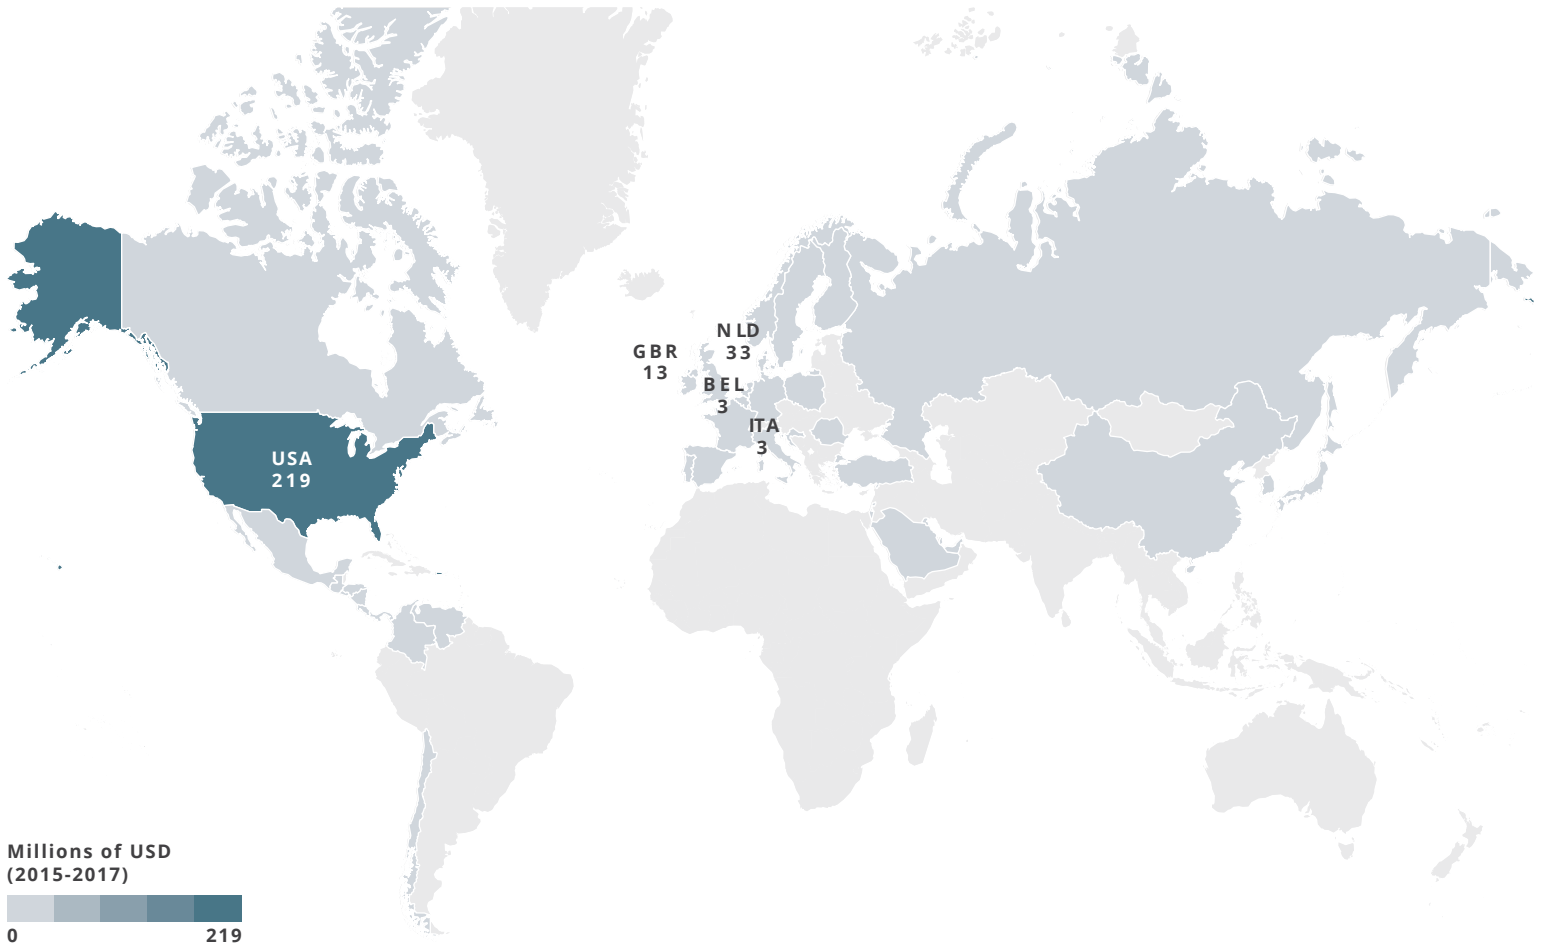 NLD
33
GBR
13
BEL
3
ITA
3
USA
219
Millions of USD
(2015-2017)
0 219